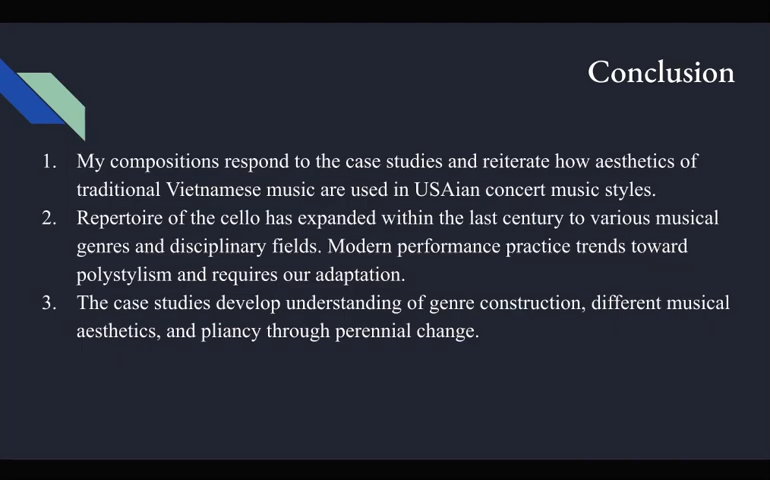 Conclusion
1. My compositions respond to the case studies and reiterate how aesthetics of
traditional Vietnamese music are used in USAian concert music styles.
2. Repertoire of the cello has expanded within the last century to various musical
genres and disciplinary fields. Modern performance practice trends toward
polystylism and requires our adaptation.
3. The case studies develop understanding of genre construction, different musical
aesthetics, and pliancy through perennial change.